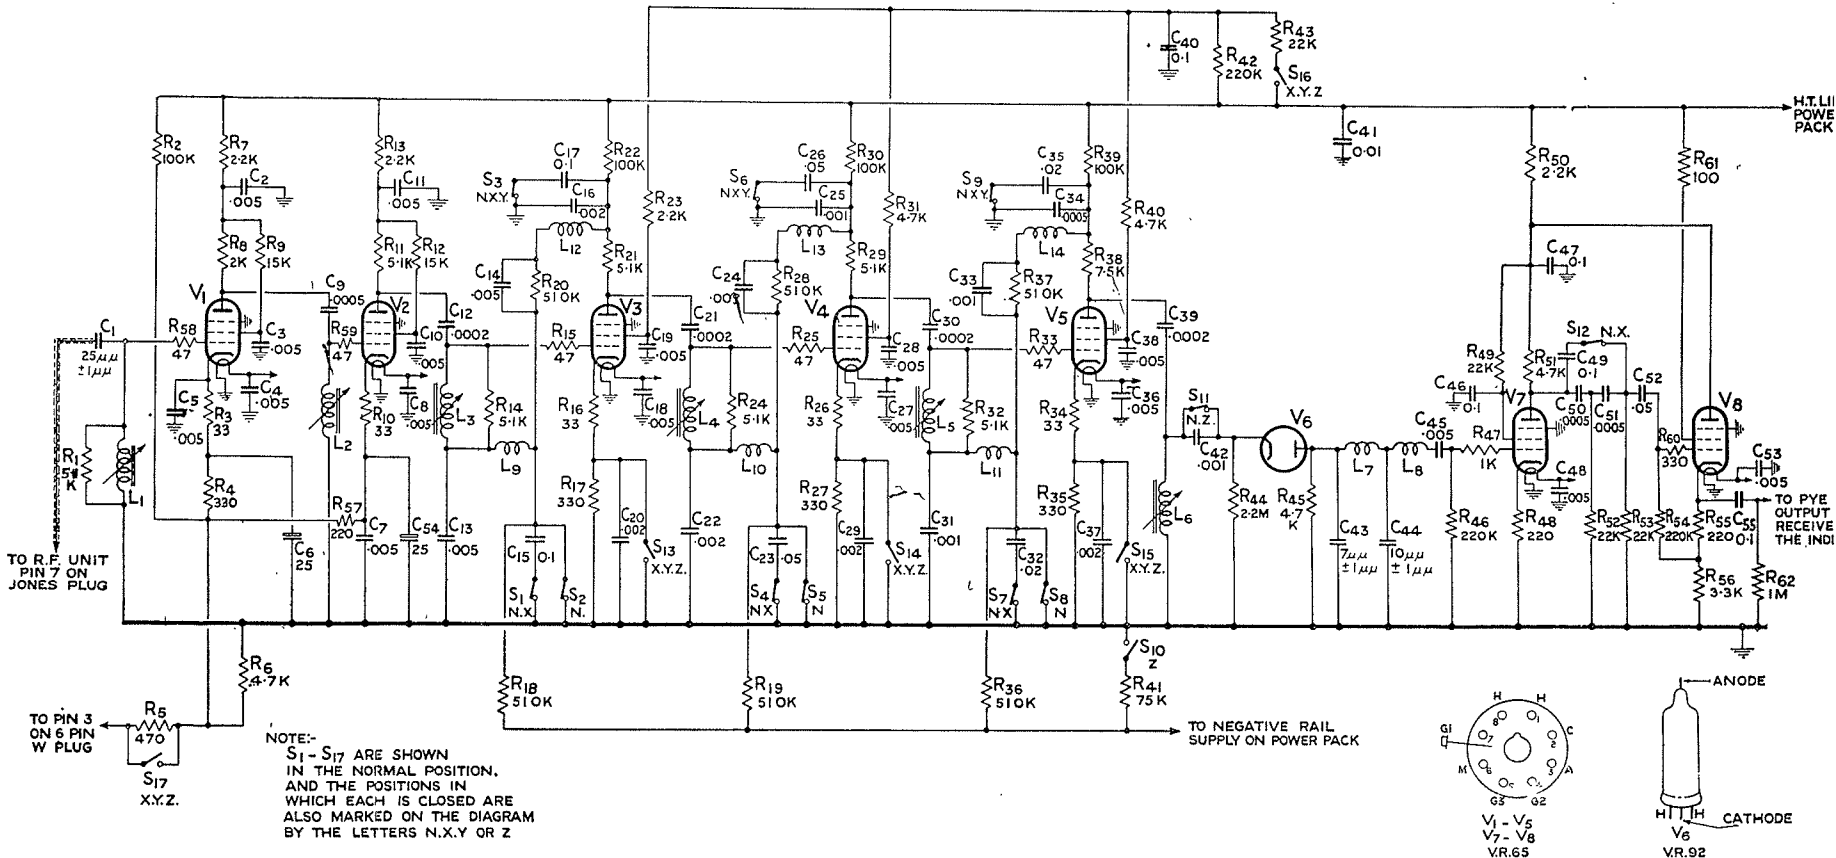 C40
0.1
R42
220K
R43
22K
S16
X.Y.Z
H.T. LI
POWE
PACK
C41
0.01
R2
100K
R7
2.2K
C2
.005
R13
2.2K
C11
.005
C17
0.1
R22
100K
S3
N.X.Y.
C16
.002
R23
2.2K
C26
.05
R30
100K
S6
N.X.Y.
C25
.001
R31
4.7K
C35
.02
R39
100K
S9
N.X.Y.
C34
.0005
R40
4.7K
R50
2.2K
R61
100
R8
2K
R9
15K
R11
5.1K
R12
15K
L12
R21
5.1K
L13
R29
5.1K
L14
R38
7.5K
C47
0.1
C14
.005
R20
510K
C24
R28
510K
C33
.001
R37
510K
V1
C9
.0005
V2
C12
.0002
V3
C21
.0002
V4
C30
.0002
V5
C39
.0002
C1
25μμ
±1μμ
R58
47
C3
.005
R59
47
C10
.005
R15
47
C19
.005
R25
47
C28
.005
R33
47
C38
.005
S12 N.X.
C49
0.1
R49
22K
R51
4.7K
C46
0.1
V7
C50
.0005
C51
.0005
C52
.05
V8
C5
.005
R3
33
C4
.005
L2
R10
33
C8
.005
L3
R14
5.1K
R16
33
C18
.005
L4
R24
5.1K
R26
33
C27
.005
L5
R32
5.1K
R34
33
C36
.005
S11
N.Z.
V6
C45
.005
R47
1K
R60
330
C53
.005
R1
L1
L9
L10
L11
C42
.001
L7
L8
C48
.005
R4
330
R57
220
C6
25
C7
.005
C54
25
C13
.005
R17
330
C20
.002
S13
X.Y.Z.
C22
.002
R27
330
C29
.002
S14
X.Y.Z.
C31
.001
R35
330
C37
.002
S15
X.Y.Z.
L6
R44
2.2M
R45
4.7
K
C43
7μμ
±1μμ
C44
10μμ
±1μμ
R46
220K
R48
220
R52
22K
R53
22K
R54
220K
R55
220
C55
0.1
TO PYE
OUTPUT
RECEIVE
THE INDI
R56
3.3K
R62
1M
TO R.F. UNIT
PIN 7 ON
JONES PLUG
C15 0.1
S1
N.X
S2
N.
C23 .05
S4
N.X
S5
N
C32
.02
S7
N.X
S8
N
R6
4.7K
R18
510K
R19
510K
R36
510K
S10
Z
R41
75K
TO PIN 3
ON 6 PIN
W PLUG
R5
470
S17
X.Y.Z.
NOTE:-
S1 - S17 ARE SHOWN
IN THE NORMAL POSITION,
AND THE POSITIONS IN
WHICH EACH IS CLOSED ARE
ALSO MARKED ON THE DIAGRAM
BY THE LETTERS N.X.Y OR Z
TO NEGATIVE RAIL
SUPPLY ON POWER PACK
H H
8 1
G1 7 2 C
M 6 3 A
5 4
G3 G2
V1 - V5
V7 - V8
V.R.65
ANODE
H H
CATHODE
V6
V.R.92